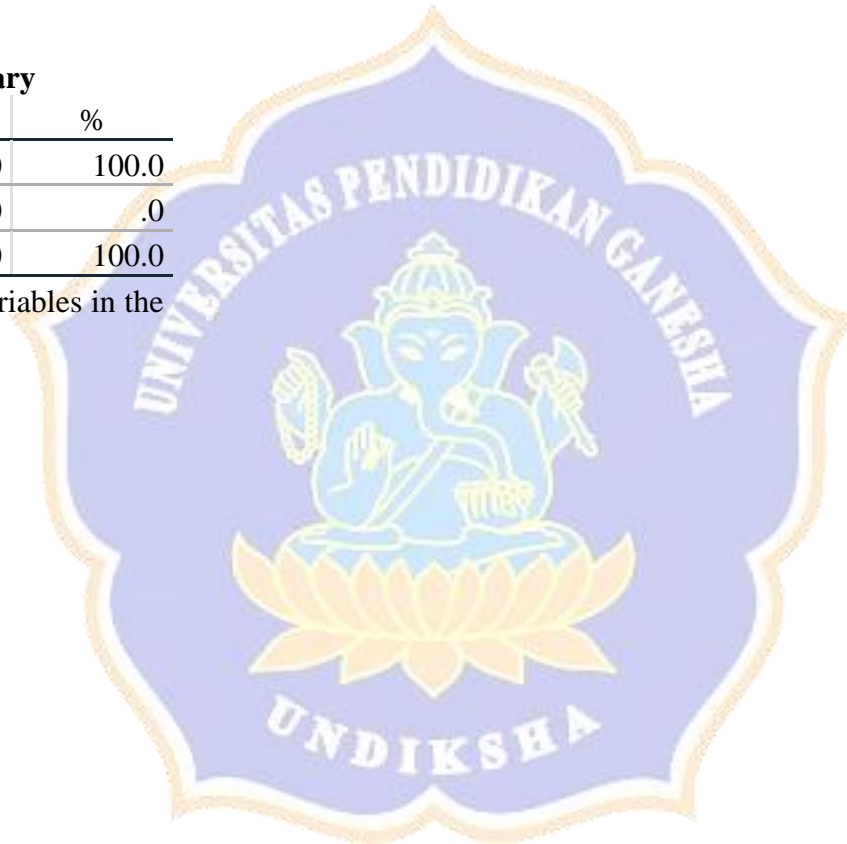 ary
%
) 100.0
) .0
) 100.0
riables in the
UNIVERSITAS PENDIDIKAN GANESHA
UNDIKSHA